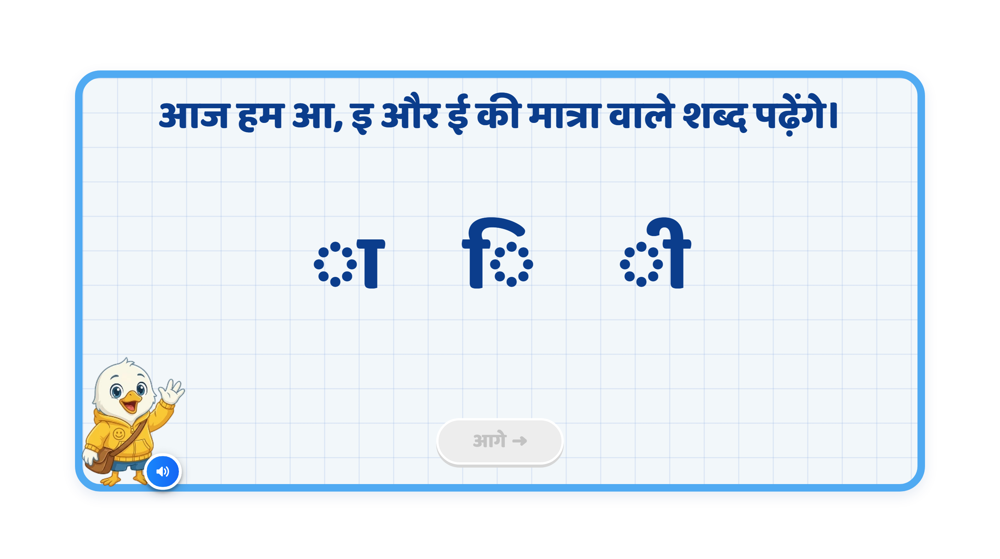 आज हम आ, इ और ई की मात्रा वाले शब्द पढ़ेंगे।
ा ि ी
आगे →